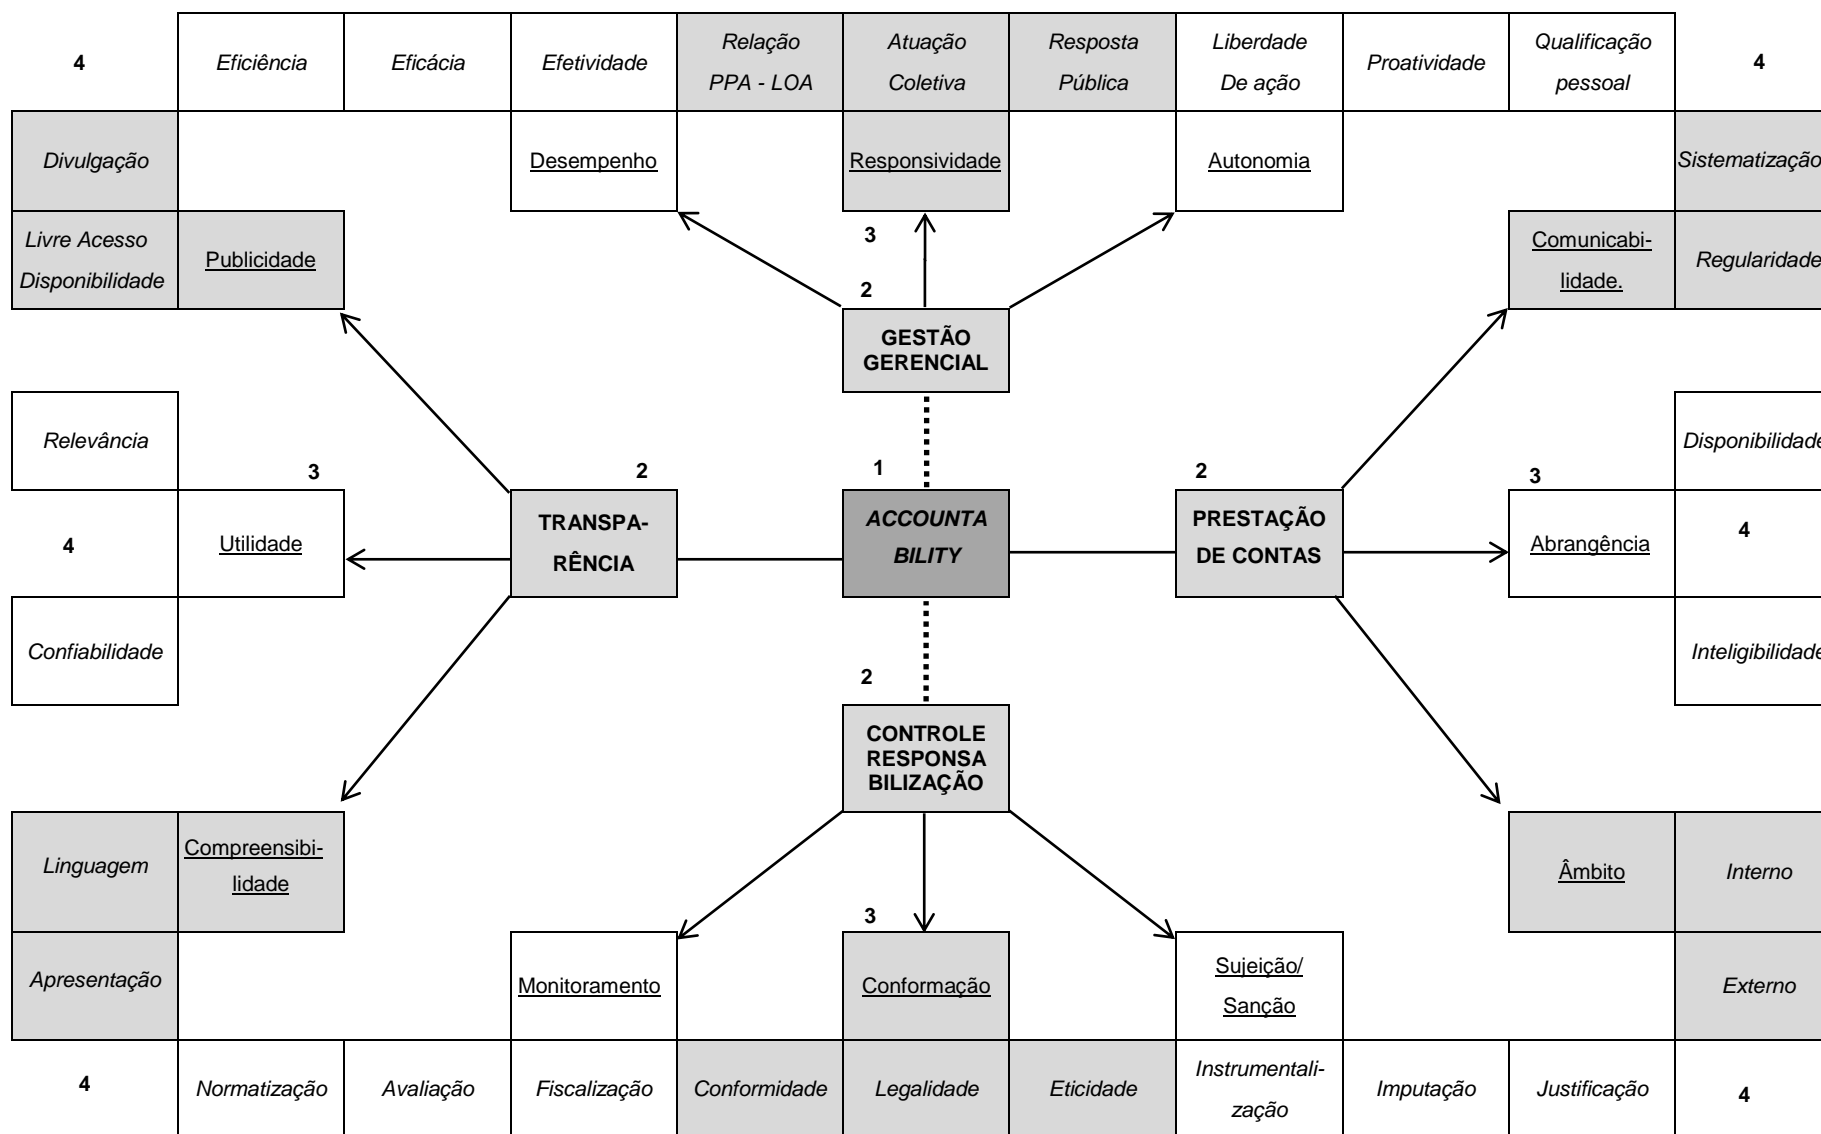 4
Eficiência
Eficácia
Efetividade
Relação
PPA - LOA
Atuação
Coletiva
Resposta
Pública
Liberdade
De ação
Proatividade
Qualificação
pessoal
4
Divulgação
Desempenho
Responsividade
Autonomia
Sistematização
Livre Acesso
Disponibilidade
Publicidade
3
Comunicabi-
lidade.
Regularidade
2
GESTÃO
GERENCIAL
Relevância
Disponibilidade
3
2
1
2
3
4
Utilidade
TRANSPA-
RÊNCIA
ACCOUNTA
BILITY
PRESTAÇÃO
DE CONTAS
Abrangência
4
Confiabilidade
Inteligibilidade
2
CONTROLE
RESPONSA
BILIZAÇÃO
Linguagem
Compreensibi-
lidade
Âmbito
Interno
3
Apresentação
Monitoramento
Conformação
Sujeição/
Sanção
Externo
4
Normatização
Avaliação
Fiscalização
Conformidade
Legalidade
Eticidade
Instrumentali-
zação
Imputação
Justificação
4